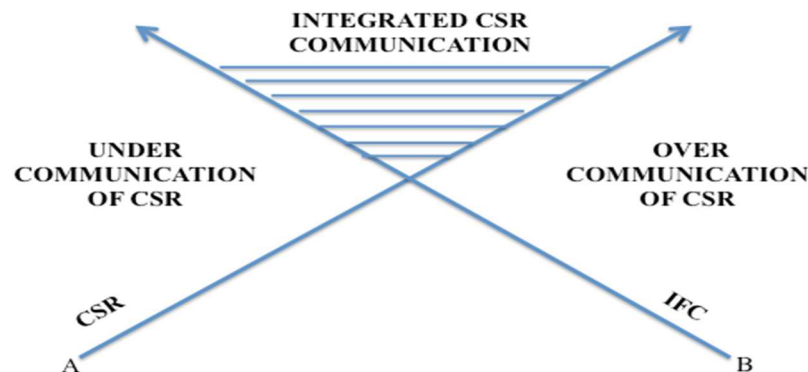 INTEGRATED CSR
COMMUNICATION
UNDER
COMMUNICATION
OF CSR
OVER
COMMUNICATION
OF CSR
CSR
IFC
A
B